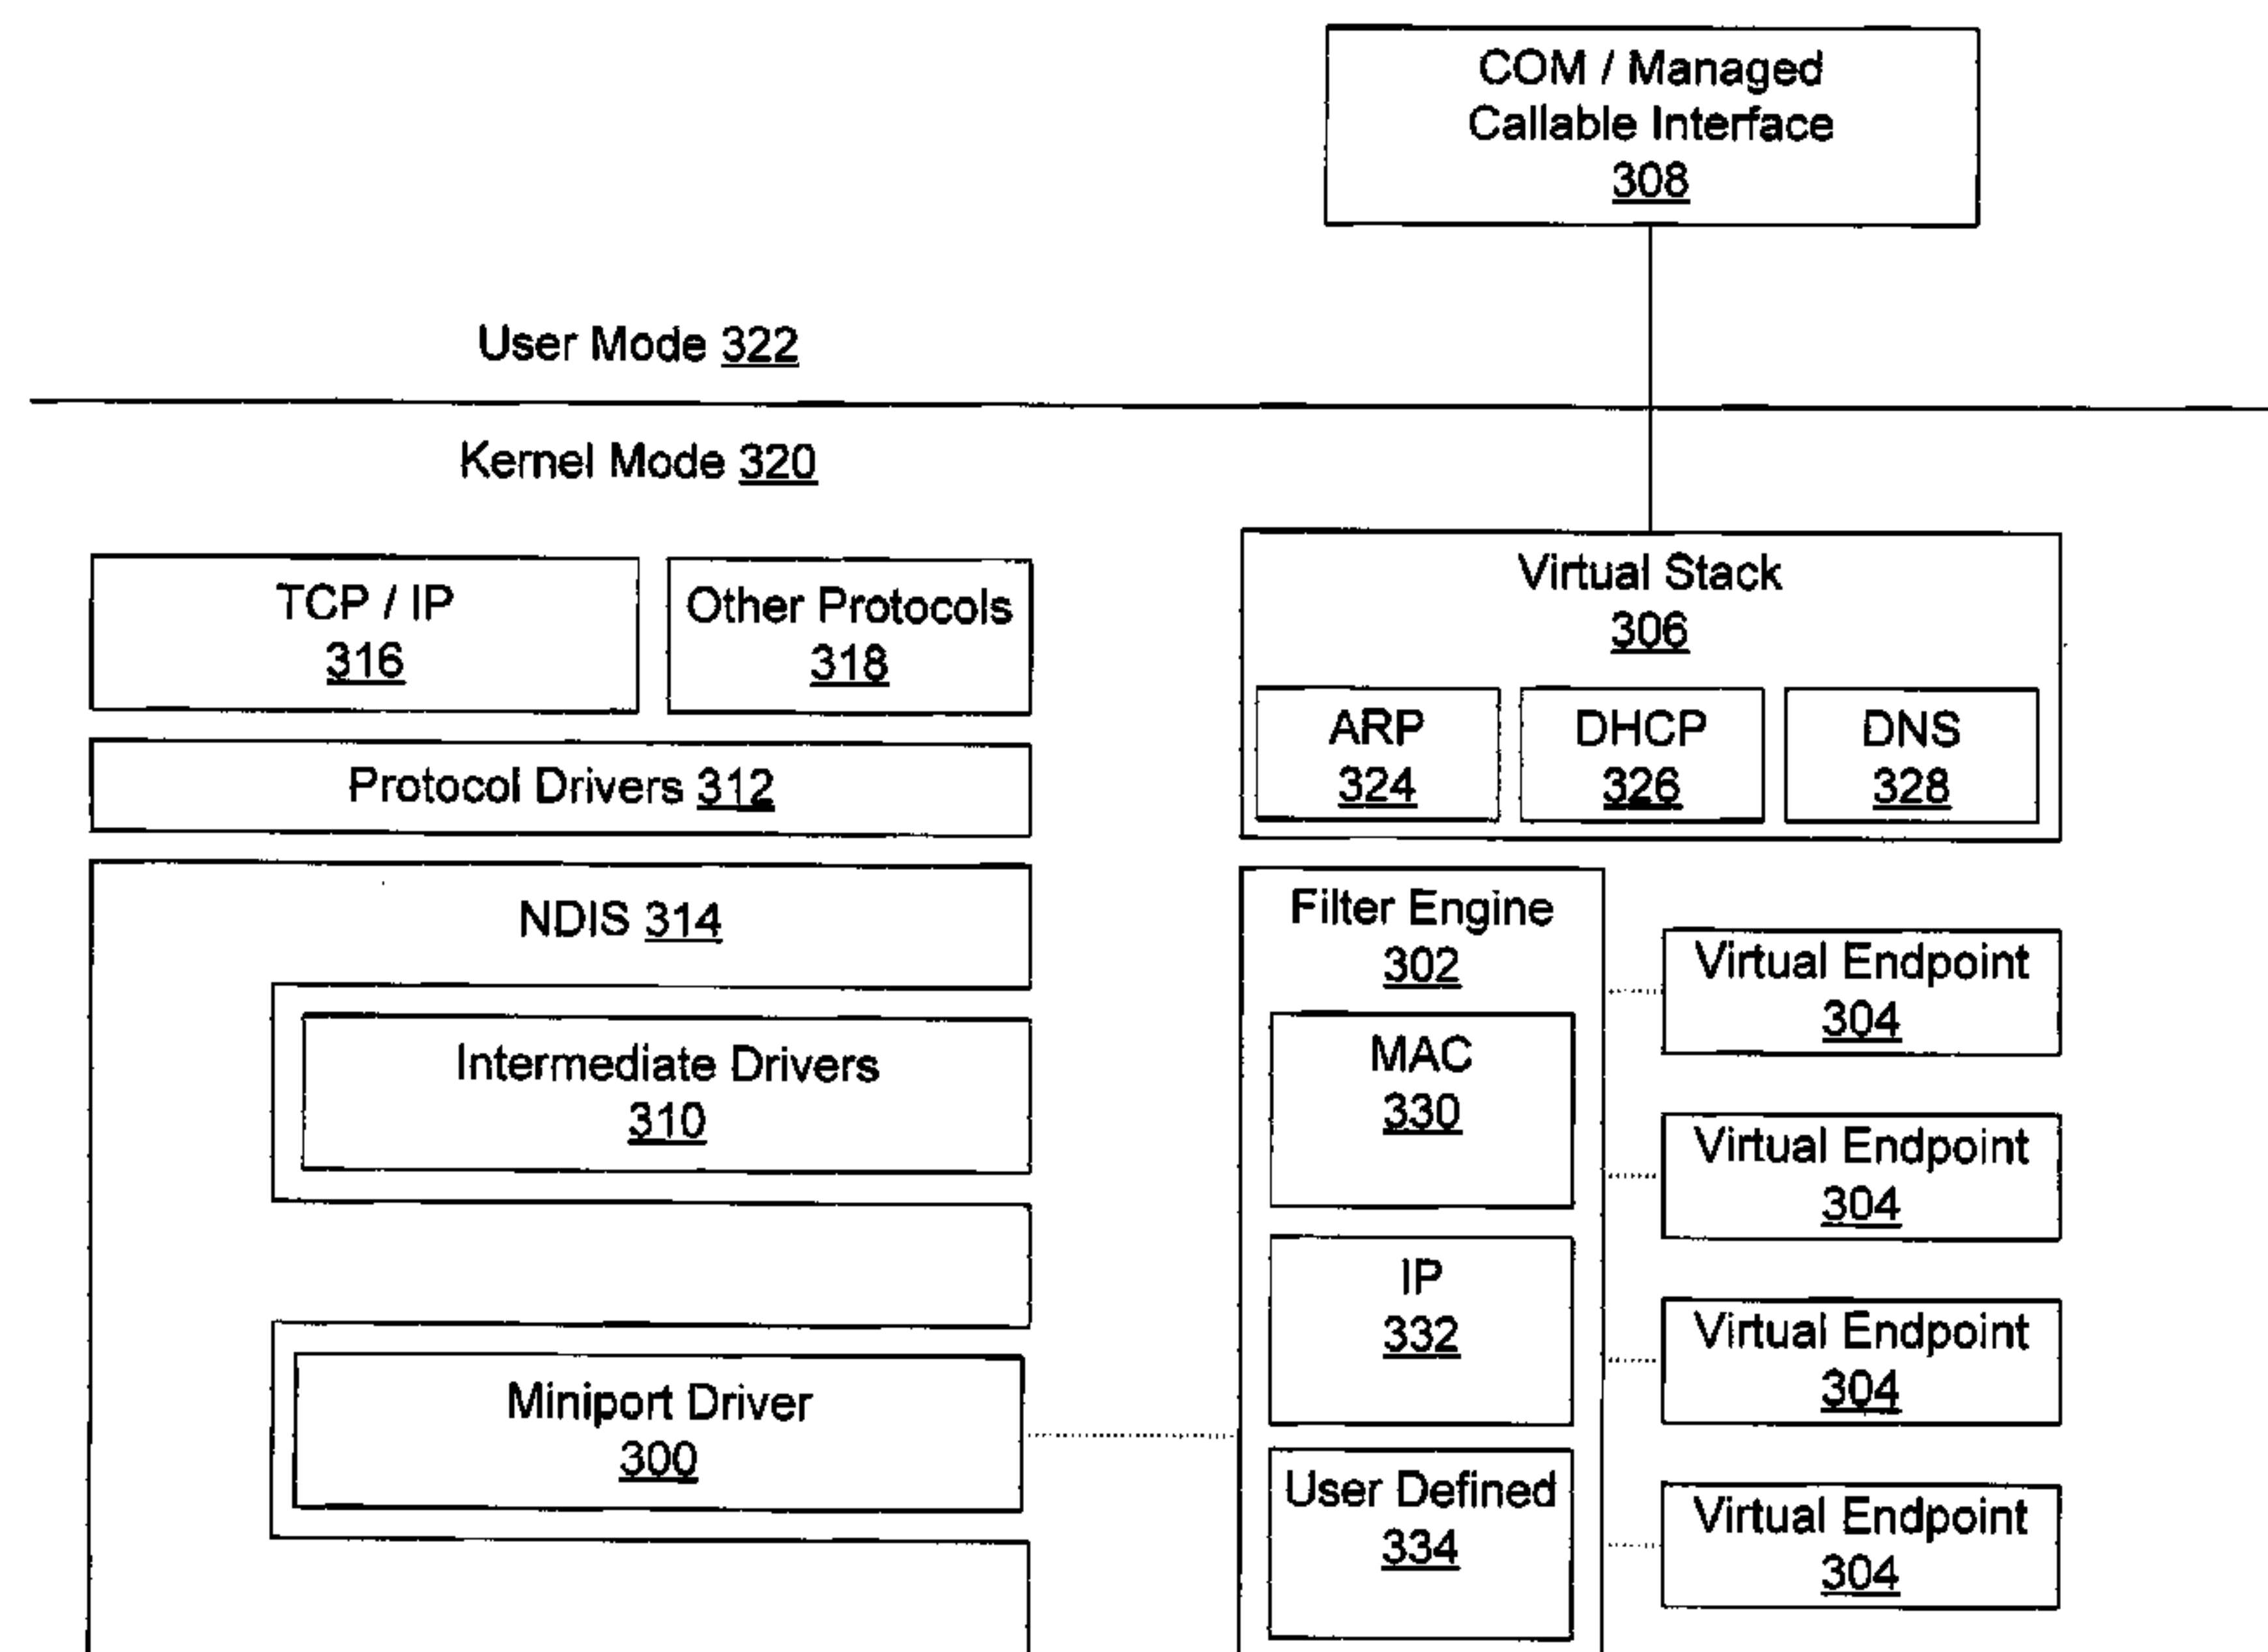 COM / Managed
Callable Interface
308
User Mode 322
Kernel Mode 320
TCP / IP
316
Other Protocols
318
Protocol Drivers 312
NDIS 314
Intermediate Drivers
310
Miniport Driver
300
Virtual Stack
306
ARP
324
DHCP
326
DNS
328
Filter Engine
302
MAC
330
IP
332
User Defined
334
Virtual Endpoint
304
Virtual Endpoint
304
Virtual Endpoint
304
Virtual Endpoint
304